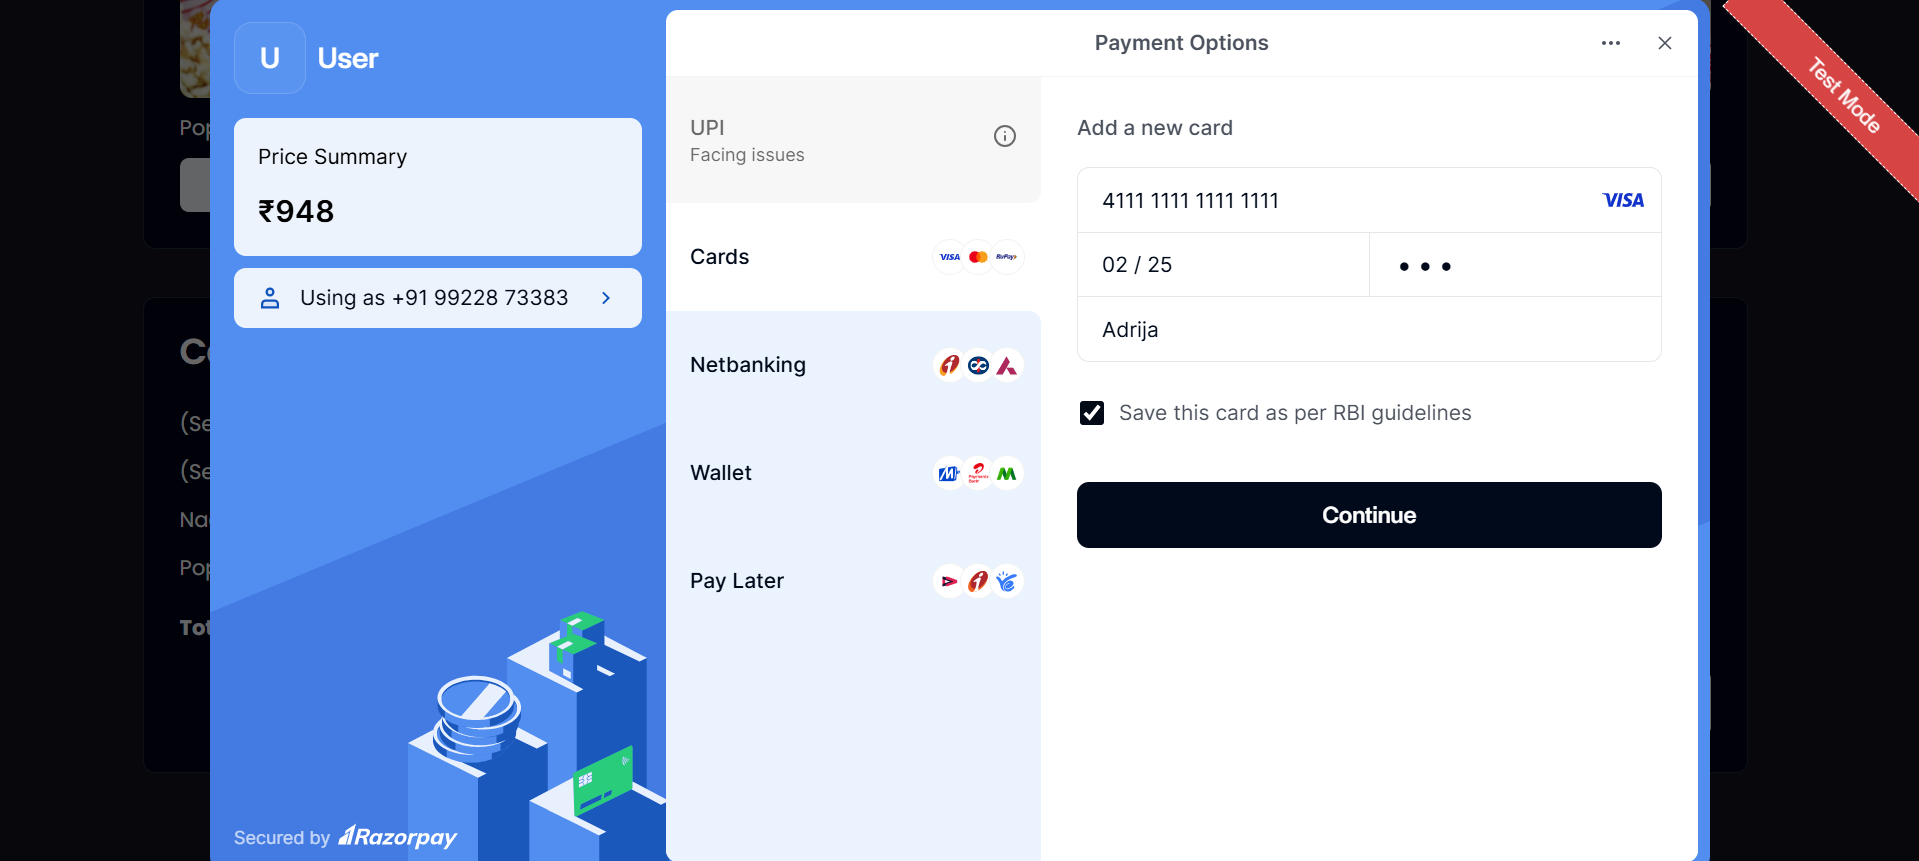 U User
Price Summary
₹948
Using as +91 99228 73383
Secured by Razorpay
Payment Options
UPI
Facing issues
Cards
VISA
RuPay
Netbanking
Wallet
Pay Later
Add a new card
4111 1111 1111 1111 VISA
02 / 25
Adrija
Save this card as per RBI guidelines
Continue
Test Mode
Pop
(Se
(Se
Pop